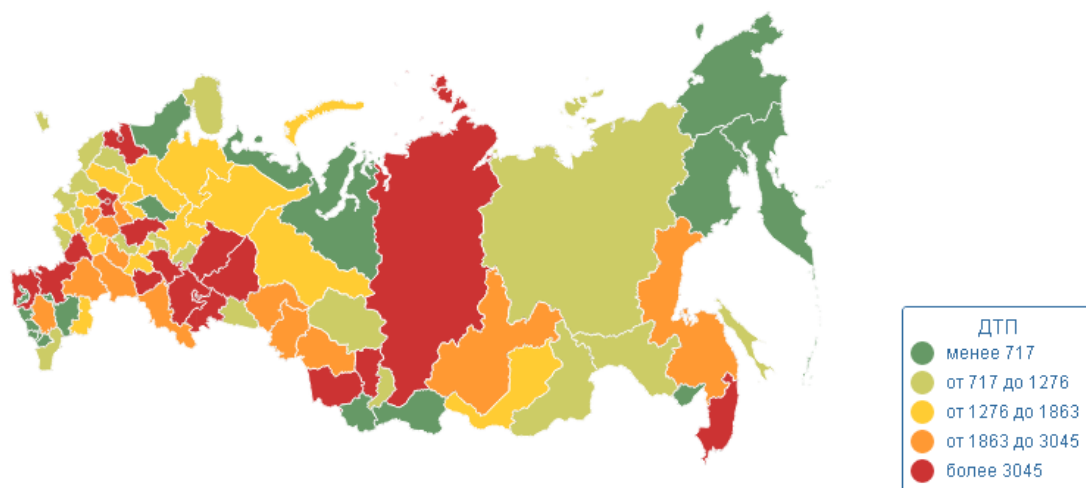 ДТП
менее 717
от 717 до 1276
от 1276 до 1863
от 1863 до 3045
более 3045